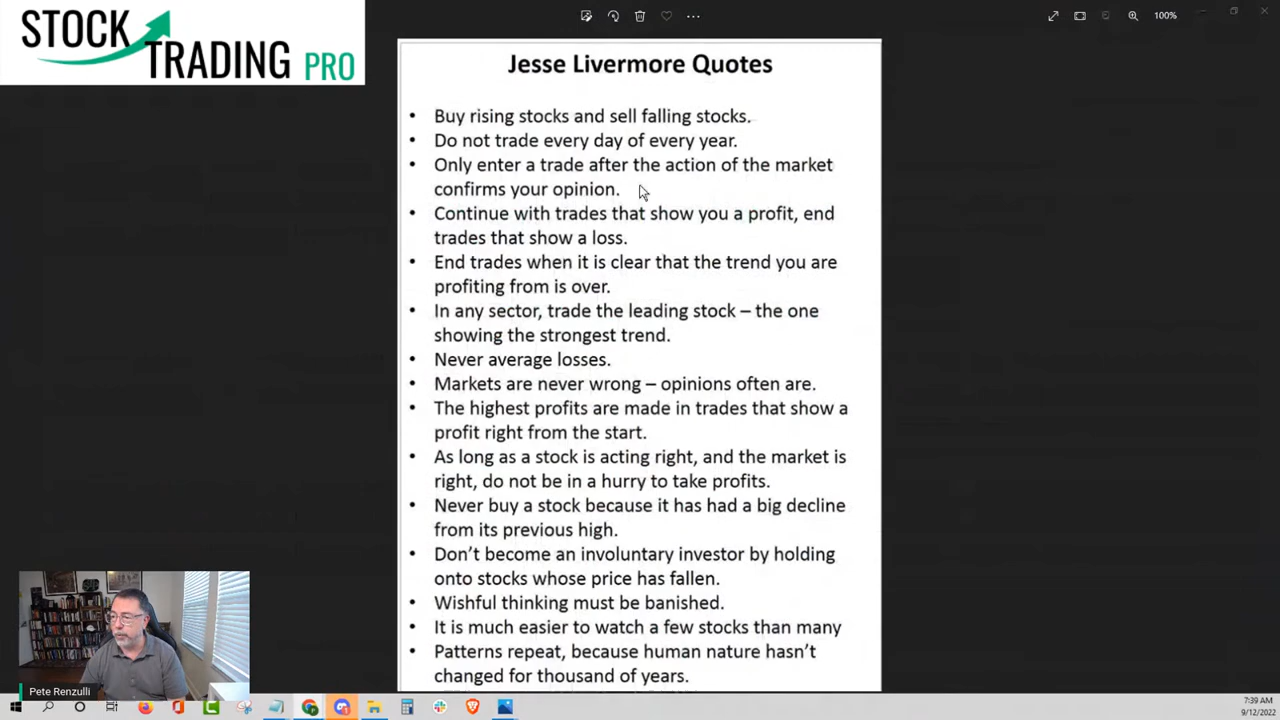 STOCK
TRADING PRO
100%
Jesse Livermore Quotes
• Buy rising stocks and sell falling stocks.
• Do not trade every day of every year.
• Only enter a trade after the action of the market
confirms your opinion.
• Continue with trades that show you a profit, end
trades that show a loss.
• End trades when it is clear that the trend you are
profiting from is over.
• In any sector, trade the leading stock – the one
showing the strongest trend.
• Never average losses.
• Markets are never wrong – opinions often are.
• The highest profits are made in trades that show a
profit right from the start.
• As long as a stock is acting right, and the market is
right, do not be in a hurry to take profits.
• Never buy a stock because it has had a big decline
from its previous high.
• Don’t become an involuntary investor by holding
onto stocks whose price has fallen.
• Wishful thinking must be banished.
• It is much easier to watch a few stocks than many
• Patterns repeat, because human nature hasn’t
changed for thousand of years.
Pete Renzulli
7:39 AM
9/12/2022